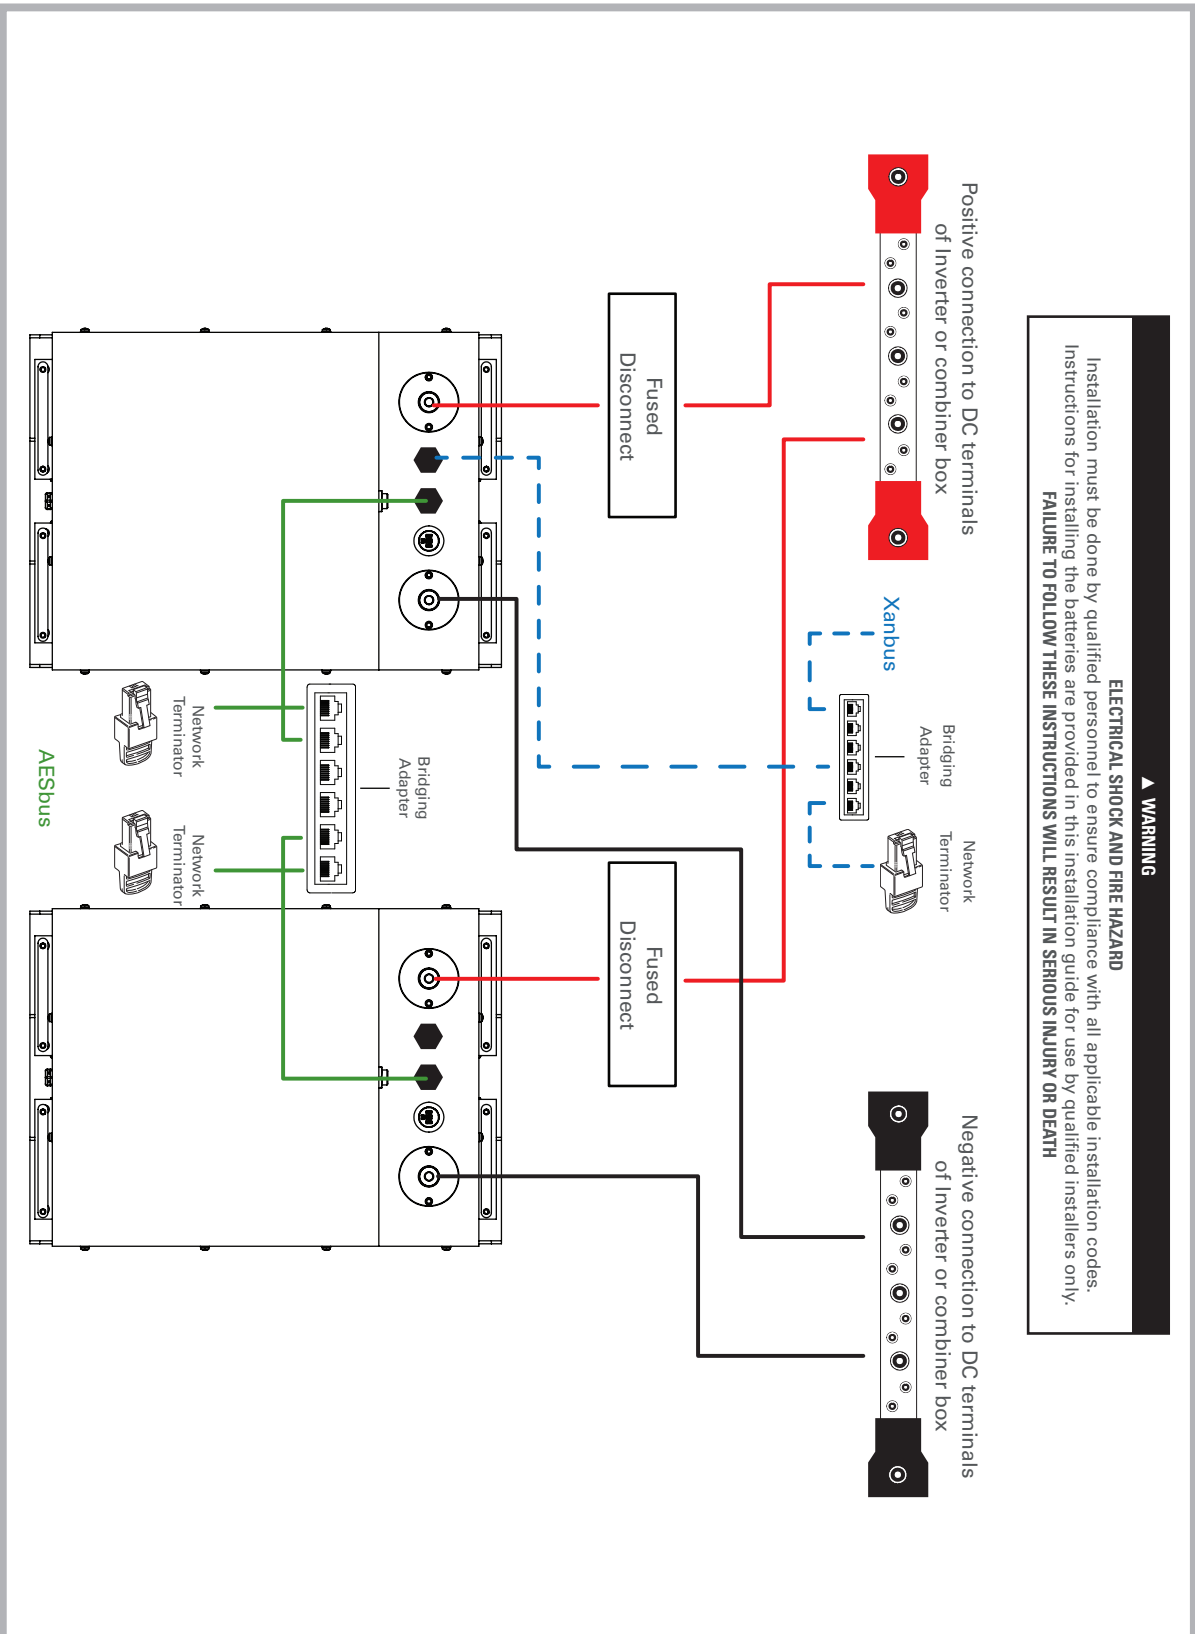 ▲ WARNING
ELECTRICAL SHOCK AND FIRE HAZARD
Installation must be done by qualified personnel to ensure compliance with all applicable installation codes.
Instructions for installing the batteries are provided in this installation guide for use by qualified installers only.
FAILURE TO FOLLOW THESE INSTRUCTIONS WILL RESULT IN SERIOUS INJURY OR DEATH
Positive connection to DC terminals
of Inverter or combiner box
Xanbus
Bridging
Adapter
Network
Terminator
Negative connection to DC terminals
of Inverter or combiner box
Fused
Disconnect
Fused
Disconnect
Bridging
Adapter
Network
Terminator
Network
Terminator
AESbus